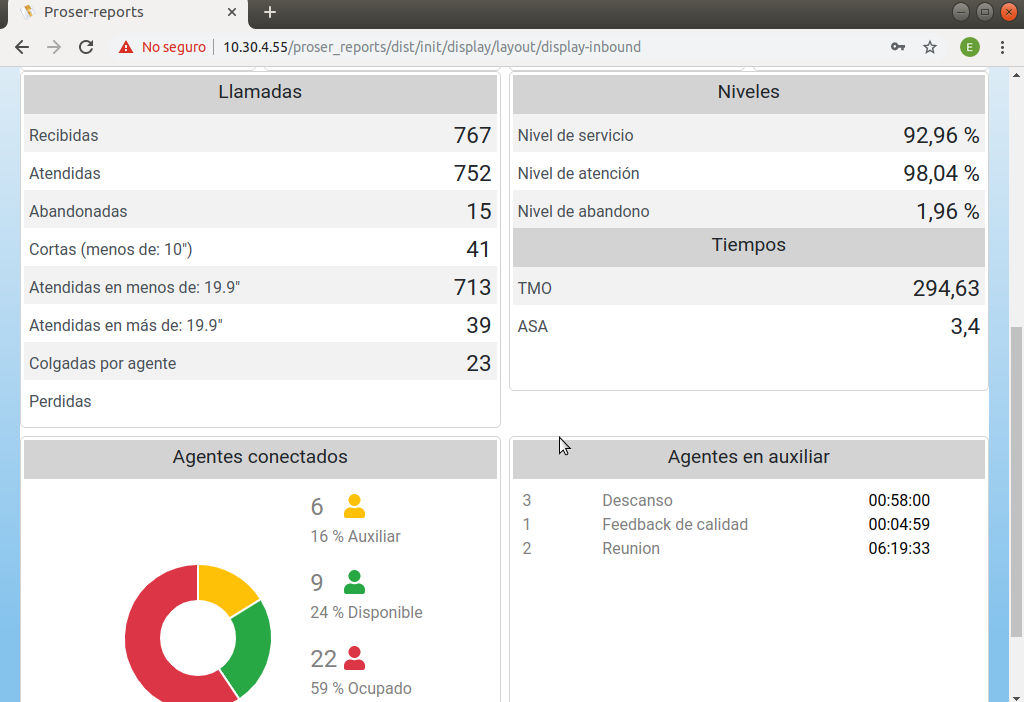 Proser-reports
No seguro
10.30.4.55/proser_reports/dist/init/display/layout/display-inbound
E
Llamadas
Recibidas 767
Atendidas 752
Abandonadas 15
Cortas (menos de: 10") 41
Atendidas en menos de: 19.9" 713
Atendidas en más de: 19.9" 39
Colgadas por agente 23
Perdidas
Niveles
Nivel de servicio 92,96 %
Nivel de atención 98,04 %
Nivel de abandono 1,96 %
Tiempos
TMO 294,63
ASA 3,4
Agentes conectados
6
16 % Auxiliar
9
24 % Disponible
22
59 % Ocupado
Agentes en auxiliar
3 Descanso 00:58:00
1 Feedback de calidad 00:04:59
2 Reunion 06:19:33